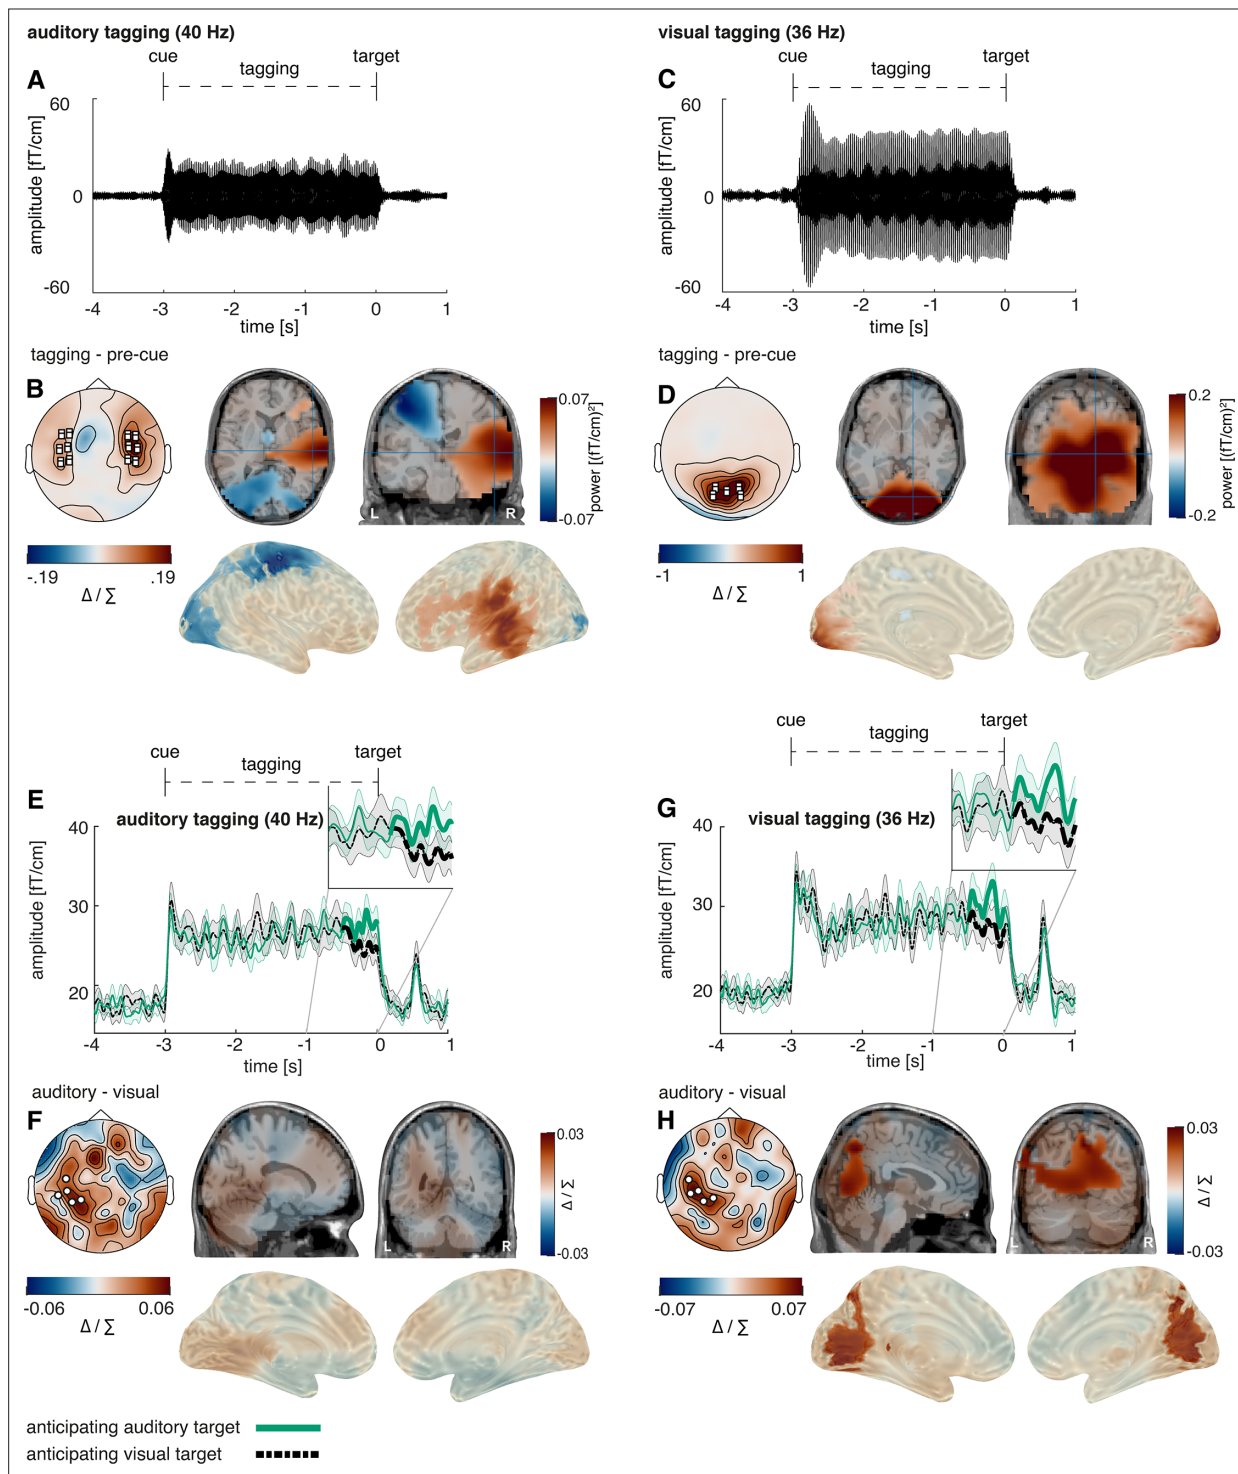 auditory tagging (40 Hz)
cue
target
tagging
A
60
0
-60
amplitude [fT/cm]
-4
-3
-2
-1
0
1
time [s]
visual tagging (36 Hz)
cue
target
tagging
C
60
0
-60
amplitude [fT/cm]
-4
-3
-2
-1
0
1
time [s]
tagging - pre-cue
B
L
R
0.07
-0.07
power [(fT/cm)²]
-.19
.19
Δ / Σ
tagging - pre-cue
D
0.2
-0.2
power [(fT/cm)²]
-1
1
Δ / Σ
cue
target
tagging
E
auditory tagging (40 Hz)
40
30
20
amplitude [fT/cm]
-4
-3
-2
-1
0
1
time [s]
cue
target
tagging
G
visual tagging (36 Hz)
40
30
20
amplitude [fT/cm]
-4
-3
-2
-1
0
1
time [s]
auditory - visual
F
L
R
0.03
-0.03
Δ / Σ
-0.06
0.06
Δ / Σ
auditory - visual
H
L
R
0.03
-0.03
Δ / Σ
-0.07
0.07
Δ / Σ
anticipating auditory target
anticipating visual target